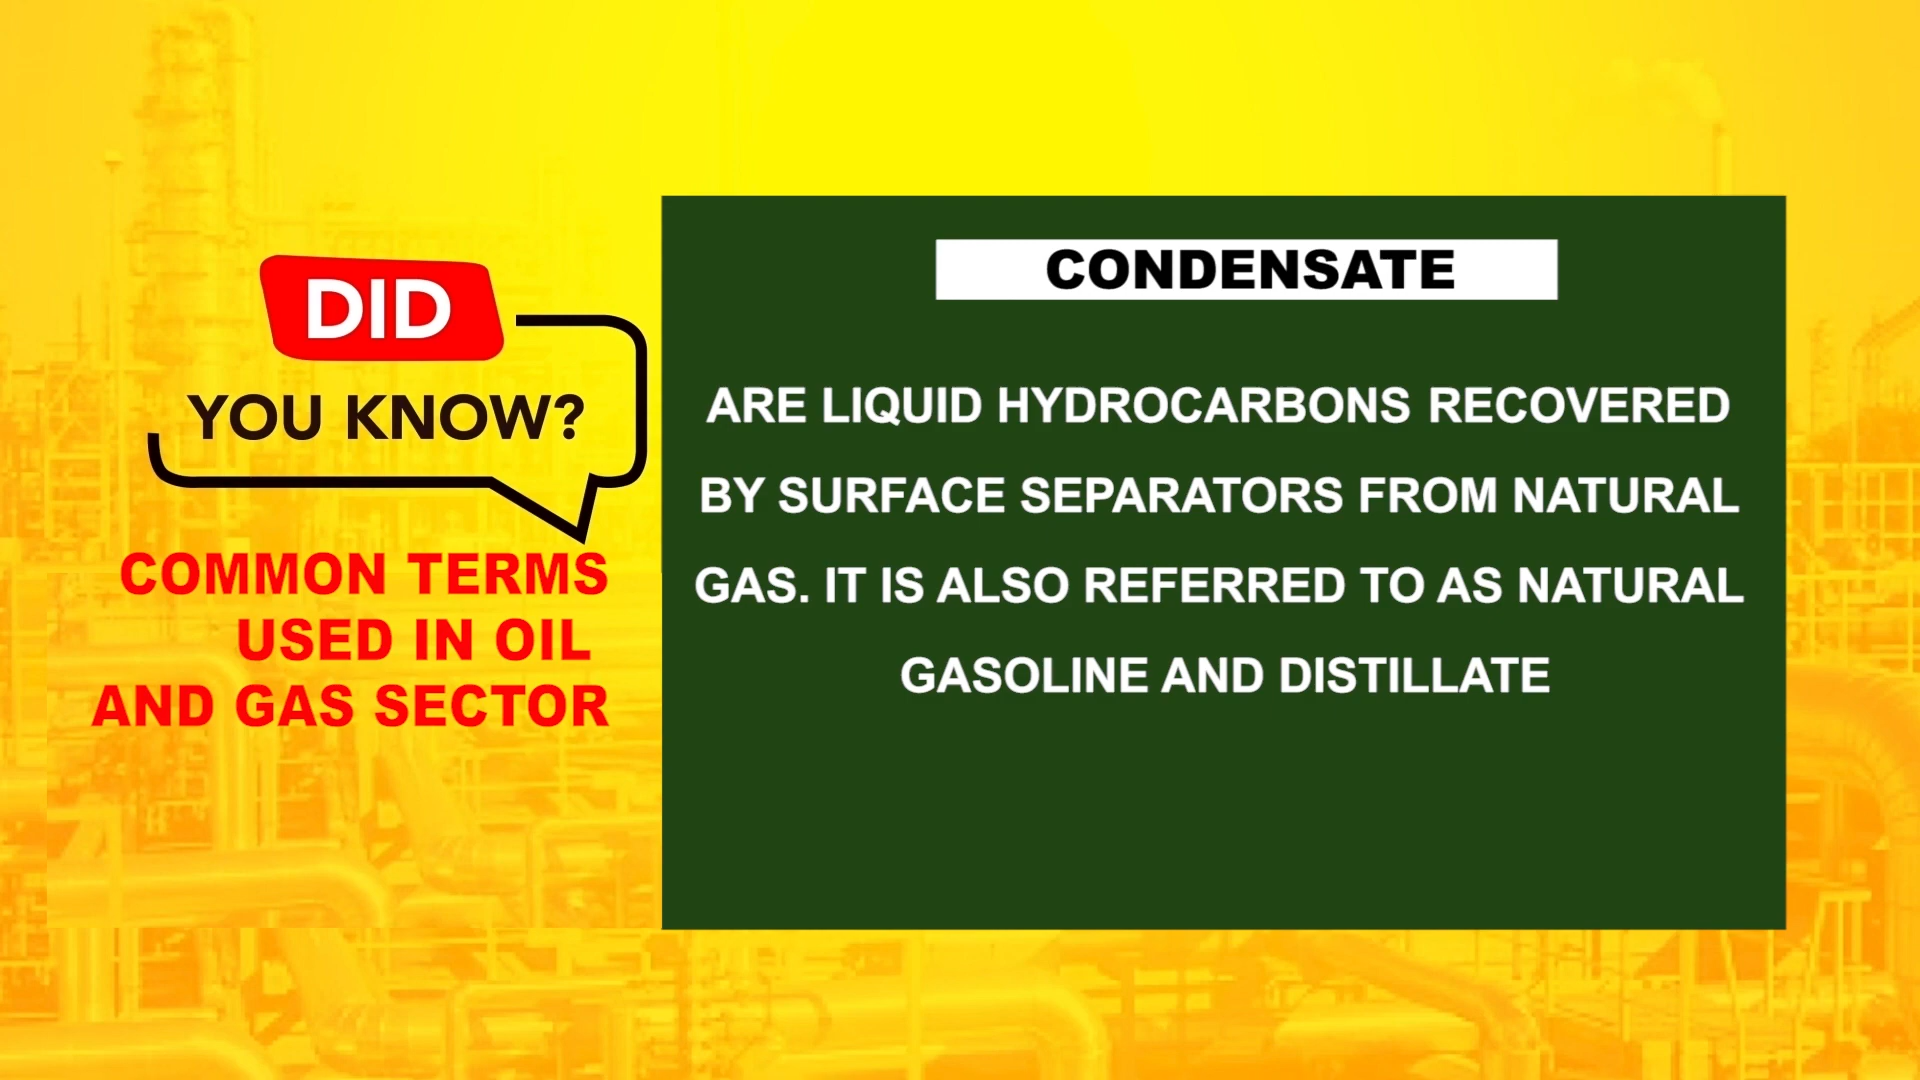 DID
YOU KNOW?
COMMON TERMS
USED IN OIL
AND GAS SECTOR
CONDENSATE
ARE LIQUID HYDROCARBONS RECOVERED
BY SURFACE SEPARATORS FROM NATURAL
GAS. IT IS ALSO REFERRED TO AS NATURAL
GASOLINE AND DISTILLATE